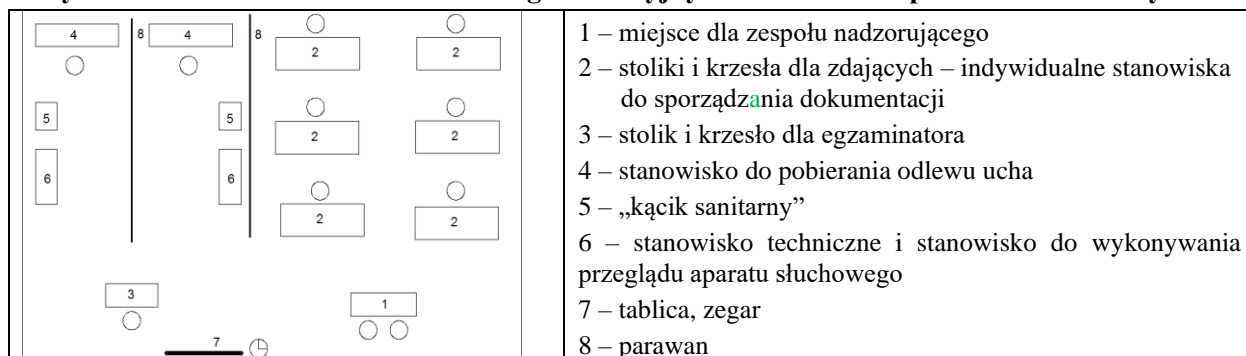 4
8
4
8
2
2
5
5
2
2
6
6
2
2
3
1
7
1 – miejsce dla zespołu nadzorującego
2 – stoliki i krzesła dla zdających – indywidualne stanowiska
do sporządzania dokumentacji
3 – stolik i krzesło dla egzaminatora
4 – stanowisko do pobierania odlewu ucha
5 – „kącik sanitarny”
6 – stanowisko techniczne i stanowisko do wykonywania
przeglądu aparatu słuchowego
7 – tablica, zegar
8 – parawan